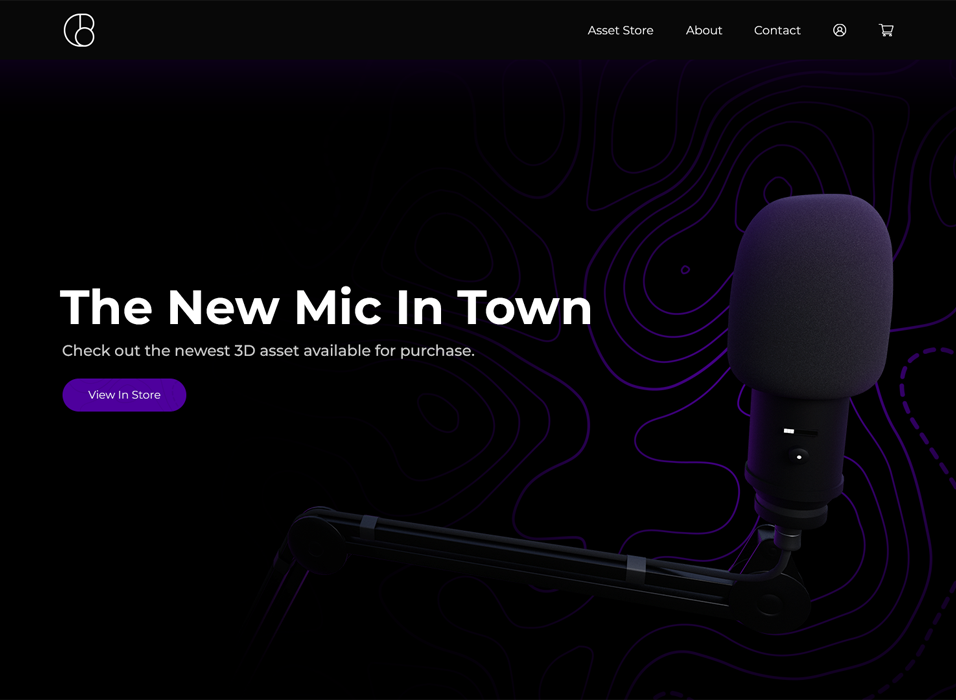 Asset Store About Contact
The New Mic In Town
Check out the newest 3D asset available for purchase.
View In Store